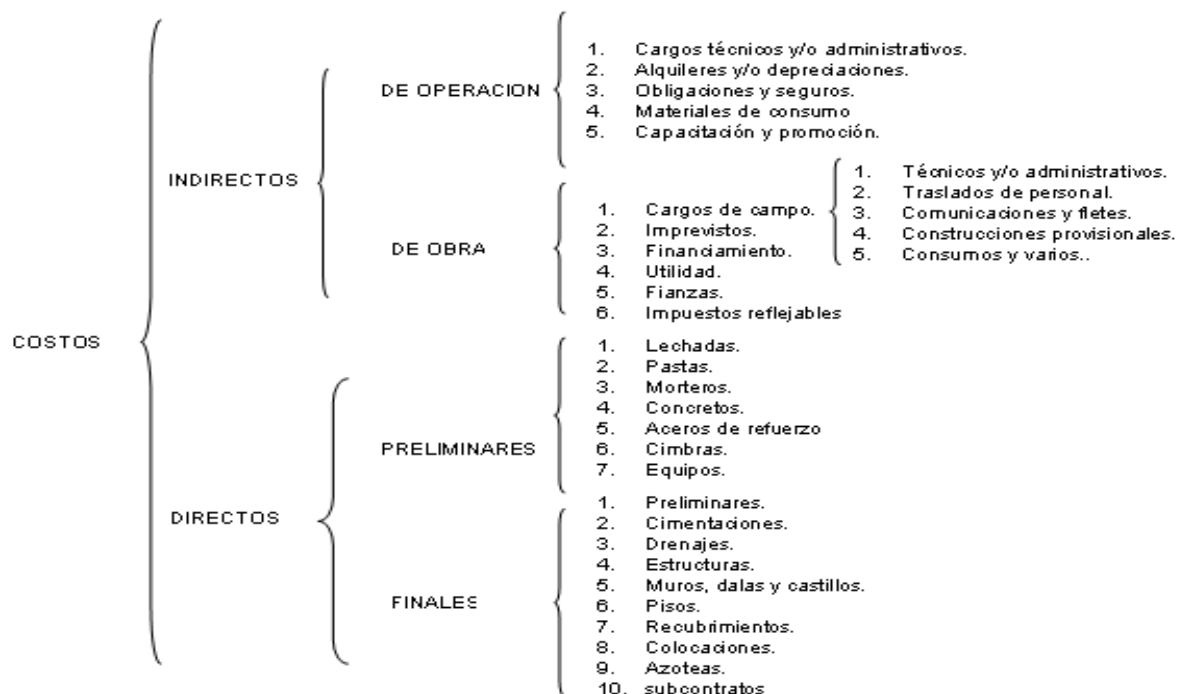 COSTOS
INDIRECTOS
DE OPERACION
1. Cargos técnicos y/o administrativos.
2. Alquileres y/o depreciaciones.
3. Obligaciones y seguros.
4. Materiales de consumo
5. Capacitación y promoción.
DE OBRA
1. Cargos de campo.
2. Imprevistos.
3. Financiamiento.
4. Utilidad.
5. Fianzas.
6. Impuestos reflejables
1. Técnicos y/o administrativos.
2. Traslados de personal.
3. Comunicaciones y fletes.
4. Construcciones provisionales.
5. Consumos y varios..
DIRECTOS
PRELIMINARES
1. Lechadas.
2. Pastas.
3. Morteros.
4. Concretos.
5. Aceros de refuerzo
6. Cimbras.
7. Equipos.
FINALES
1. Preliminares.
2. Cimentaciones.
3. Drenajes.
4. Estructuras.
5. Muros, dalas y castillos.
6. Pisos.
7. Recubrimientos.
8. Colocaciones.
9. Azoteas.
10. subcontratos